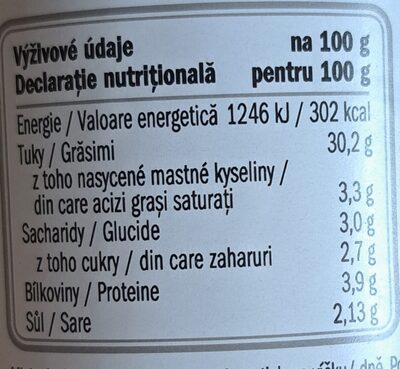 Výživové údaje na 100 g
Declarație nutrițională pentru 100 g
Energie / Valoare energetică 1246 kJ / 302 kcal
Tuky / Grăsimi 30,2 g
z toho nasycené mastné kyseliny /
din care acizi grași saturați 3,3 g
Sacharidy / Glucide 3,0 g
z toho cukry / din care zaharuri 2,7 g
Bílkoviny / Proteine 3,9 g
Sůl / Sare 2,13 g